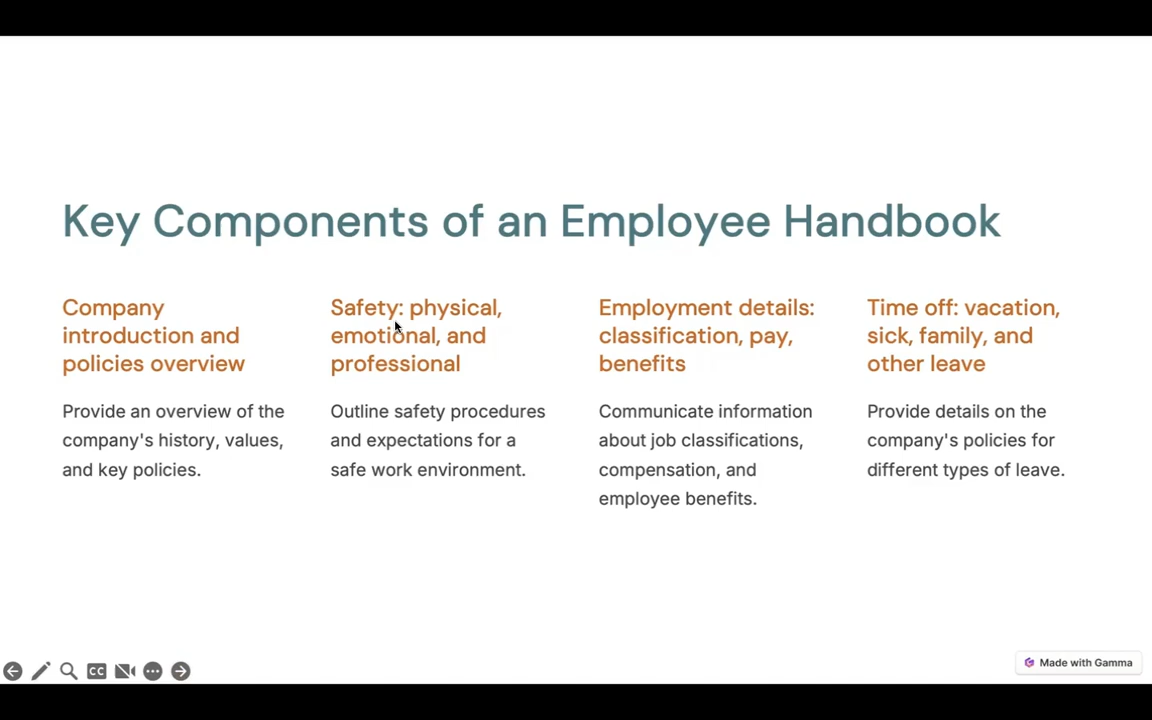 Key Components of an Employee Handbook
Company
introduction and
policies overview
Provide an overview of the
company's history, values,
and key policies.
Safety: physical,
emotional, and
professional
Outline safety procedures
and expectations for a
safe work environment.
Employment details:
classification, pay,
benefits
Communicate information
about job classifications,
compensation, and
employee benefits.
Time off: vacation,
sick, family, and
other leave
Provide details on the
company's policies for
different types of leave.
CC
Made with Gamma